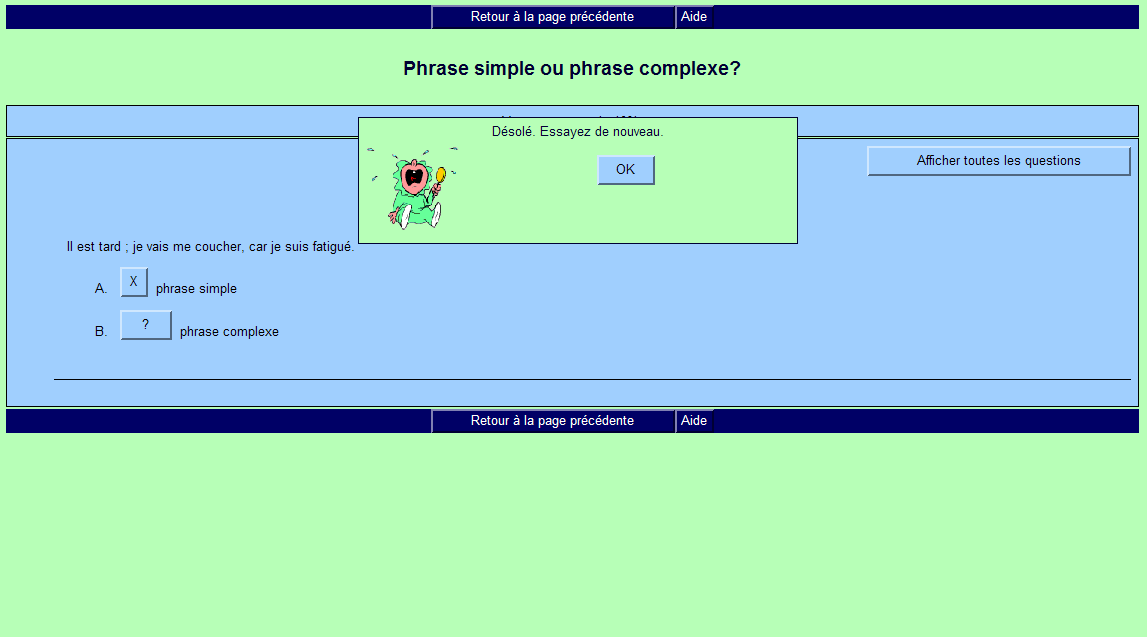 Retour à la page précédente Aide
Phrase simple ou phrase complexe?
Désolé. Essayez de nouveau.
OK
Afficher toutes les questions
Il est tard ; je vais me coucher, car je suis fatigué.
A. X phrase simple
B. ? phrase complexe
Retour à la page précédente Aide